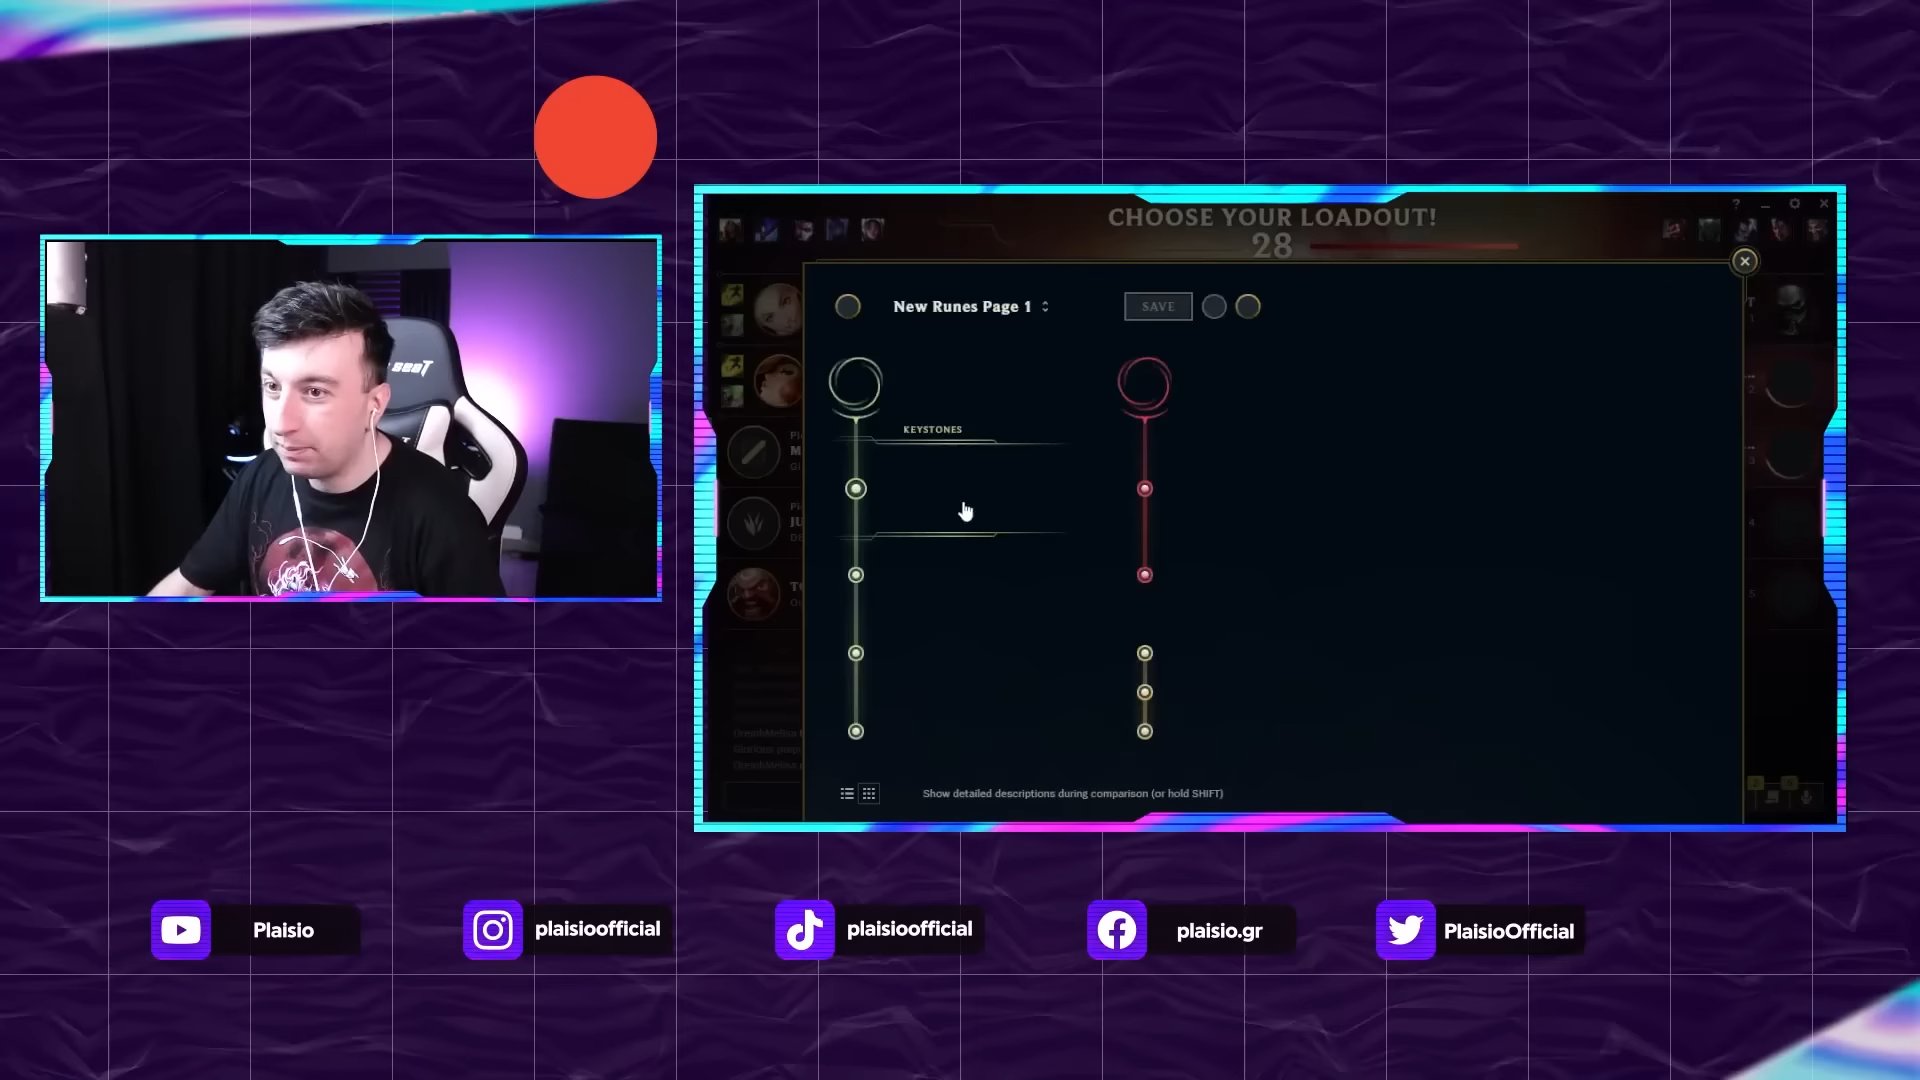 CHOOSE YOUR LOADOUT!
28
New Runes Page 1
SAVE
KEYSTONES
Show detailed descriptions during comparison (or hold SHIFT)
Plaisio
plaisioofficial
plaisioofficial
plaisio.gr
PlaisioOfficial